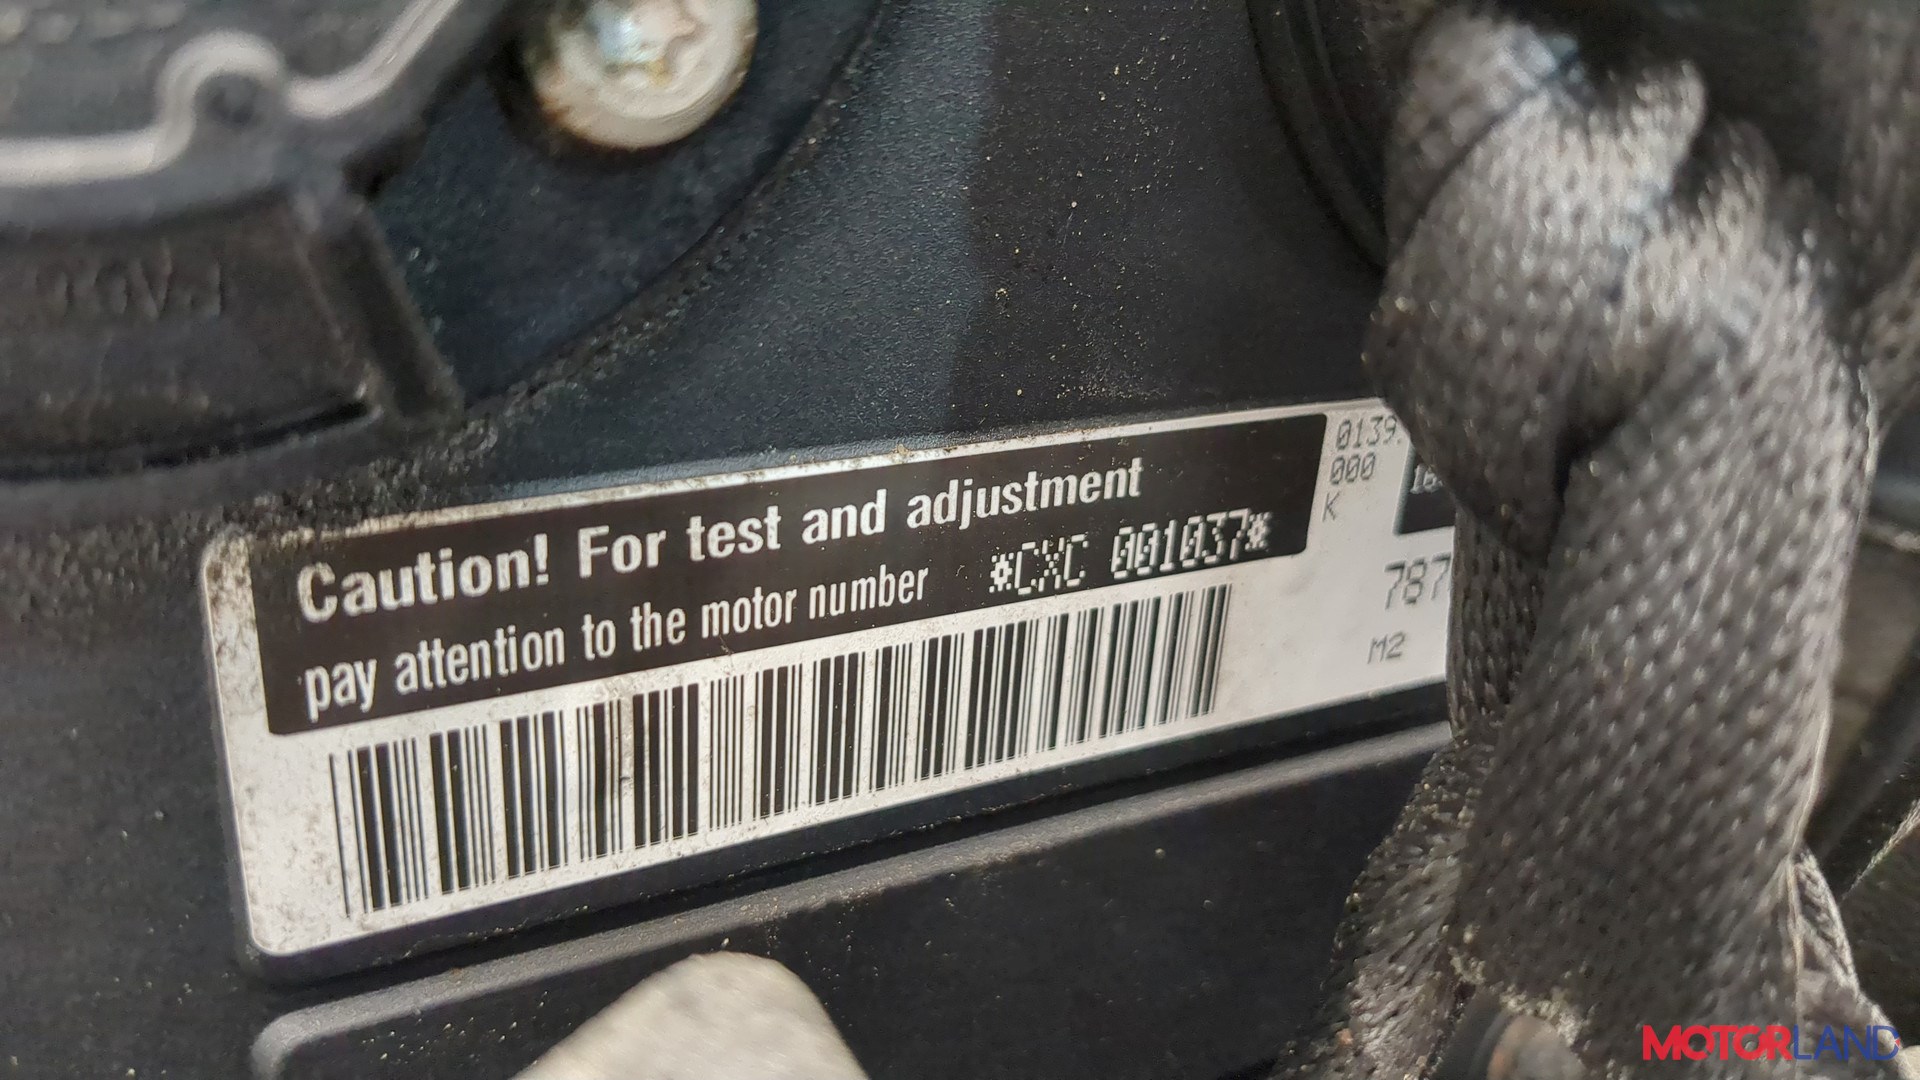 Caution! For test and adjustment
pay attention to the motor number *CXC 001037*
0139.
000
K
787
M2
MOTORLAND